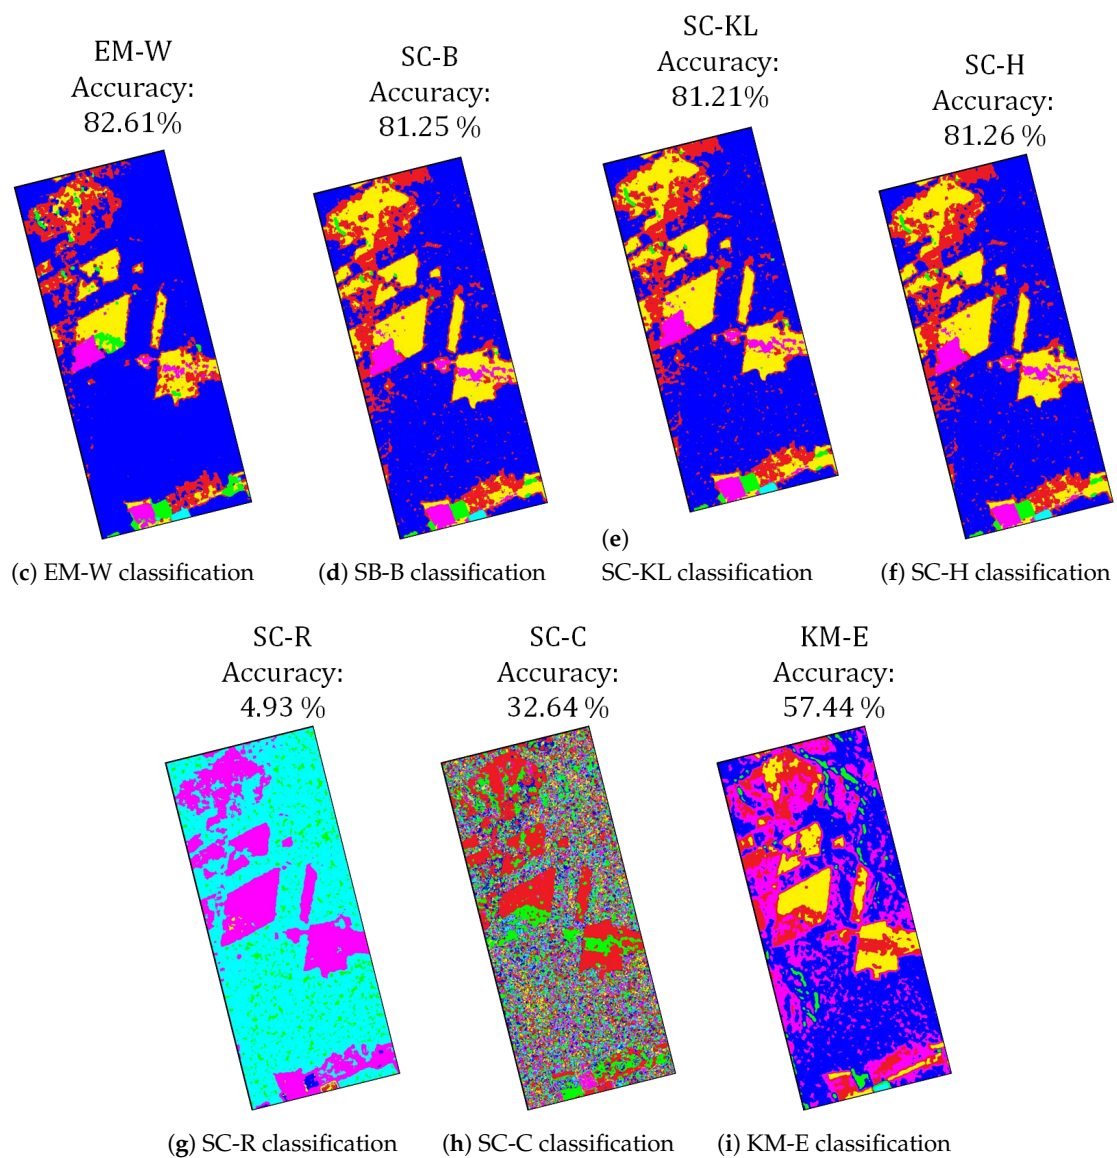 EM-W
Accuracy:
82.61%
SC-B
Accuracy:
81.25 %
SC-KL
Accuracy:
81.21%
SC-H
Accuracy:
81.26 %
(c) EM-W classification
(d) SB-B classification
(e)
SC-KL classification
(f) SC-H classification
SC-R
Accuracy:
4.93 %
SC-C
Accuracy:
32.64 %
KM-E
Accuracy:
57.44 %
(g) SC-R classification
(h) SC-C classification
(i) KM-E classification